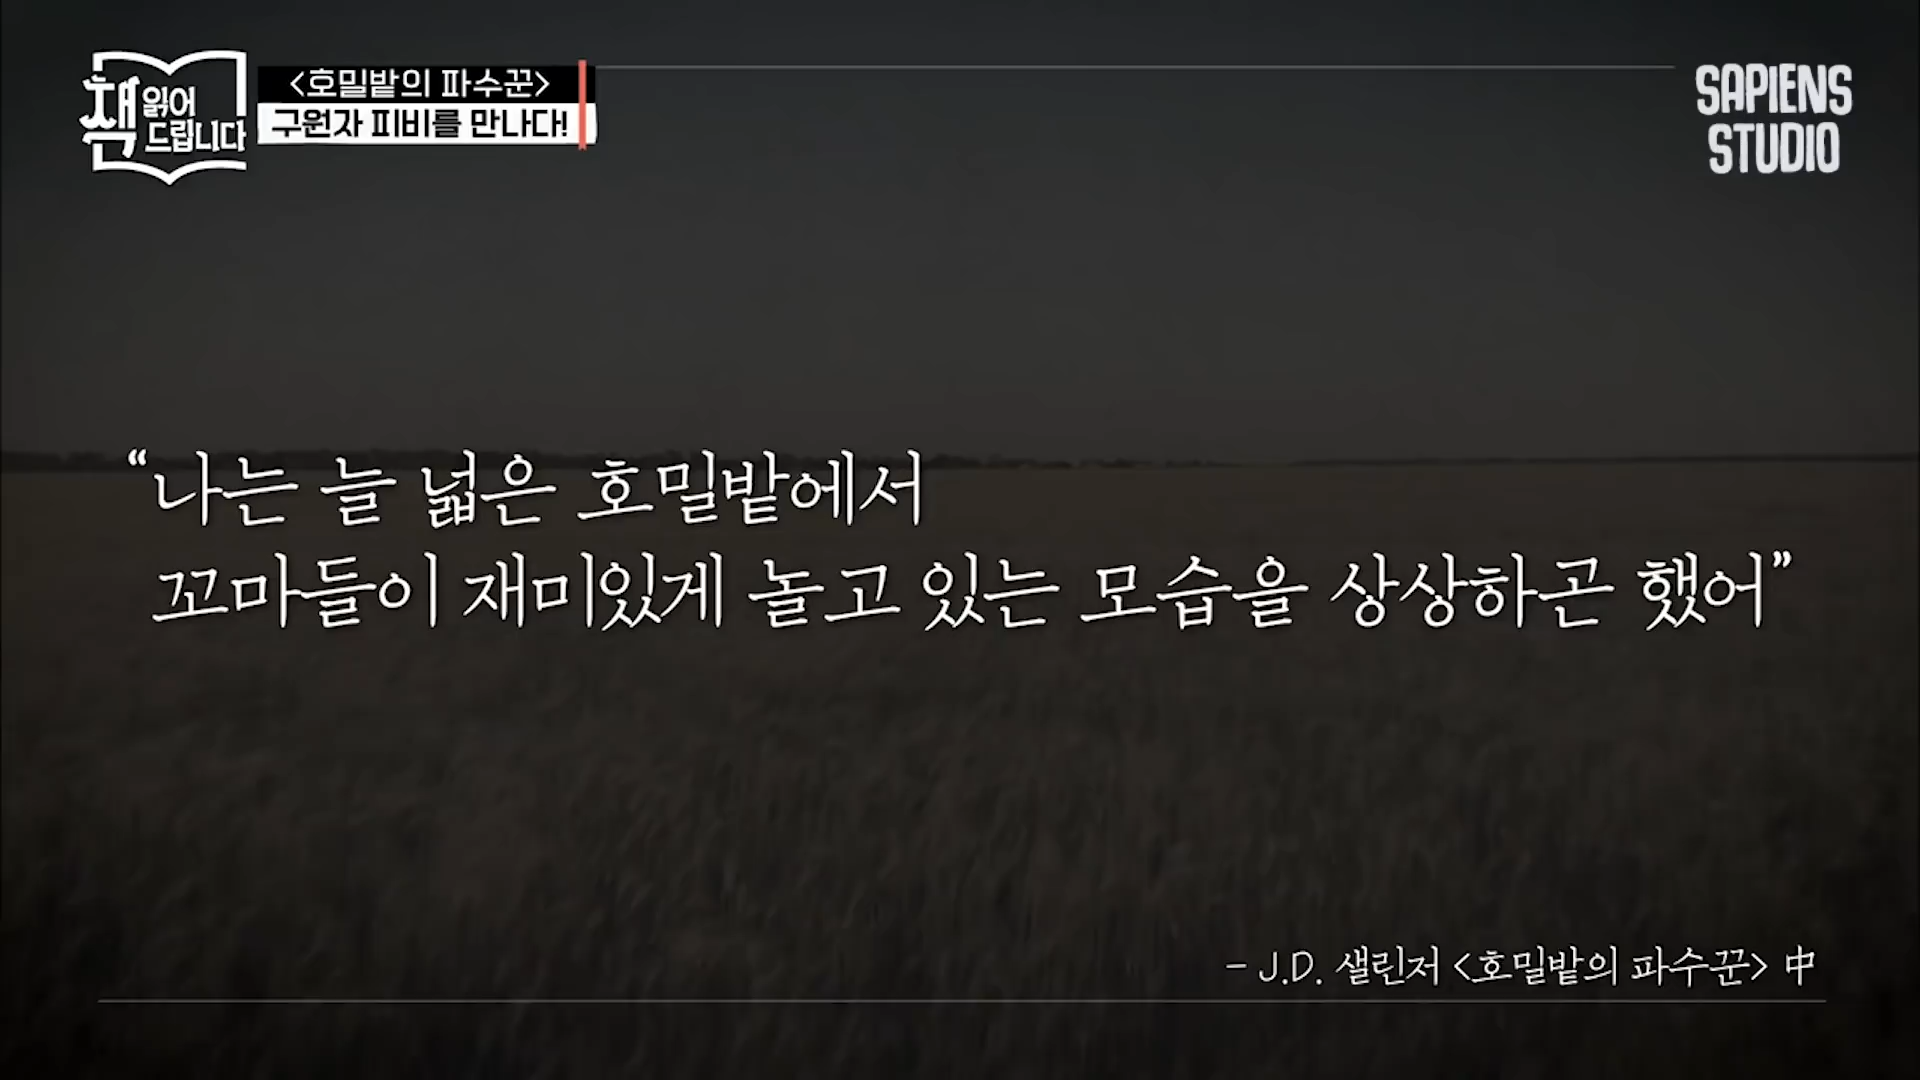 책 읽어
드립니다
<호밀밭의 파수꾼>
구원자 피비를 만나다!
SAPIENS
STUDIO
“나는 늘 넓은 호밀밭에서
꼬마들이 재미있게 놀고 있는 모습을 상상하곤 했어”
- J.D. 샐린저 <호밀밭의 파수꾼> 中